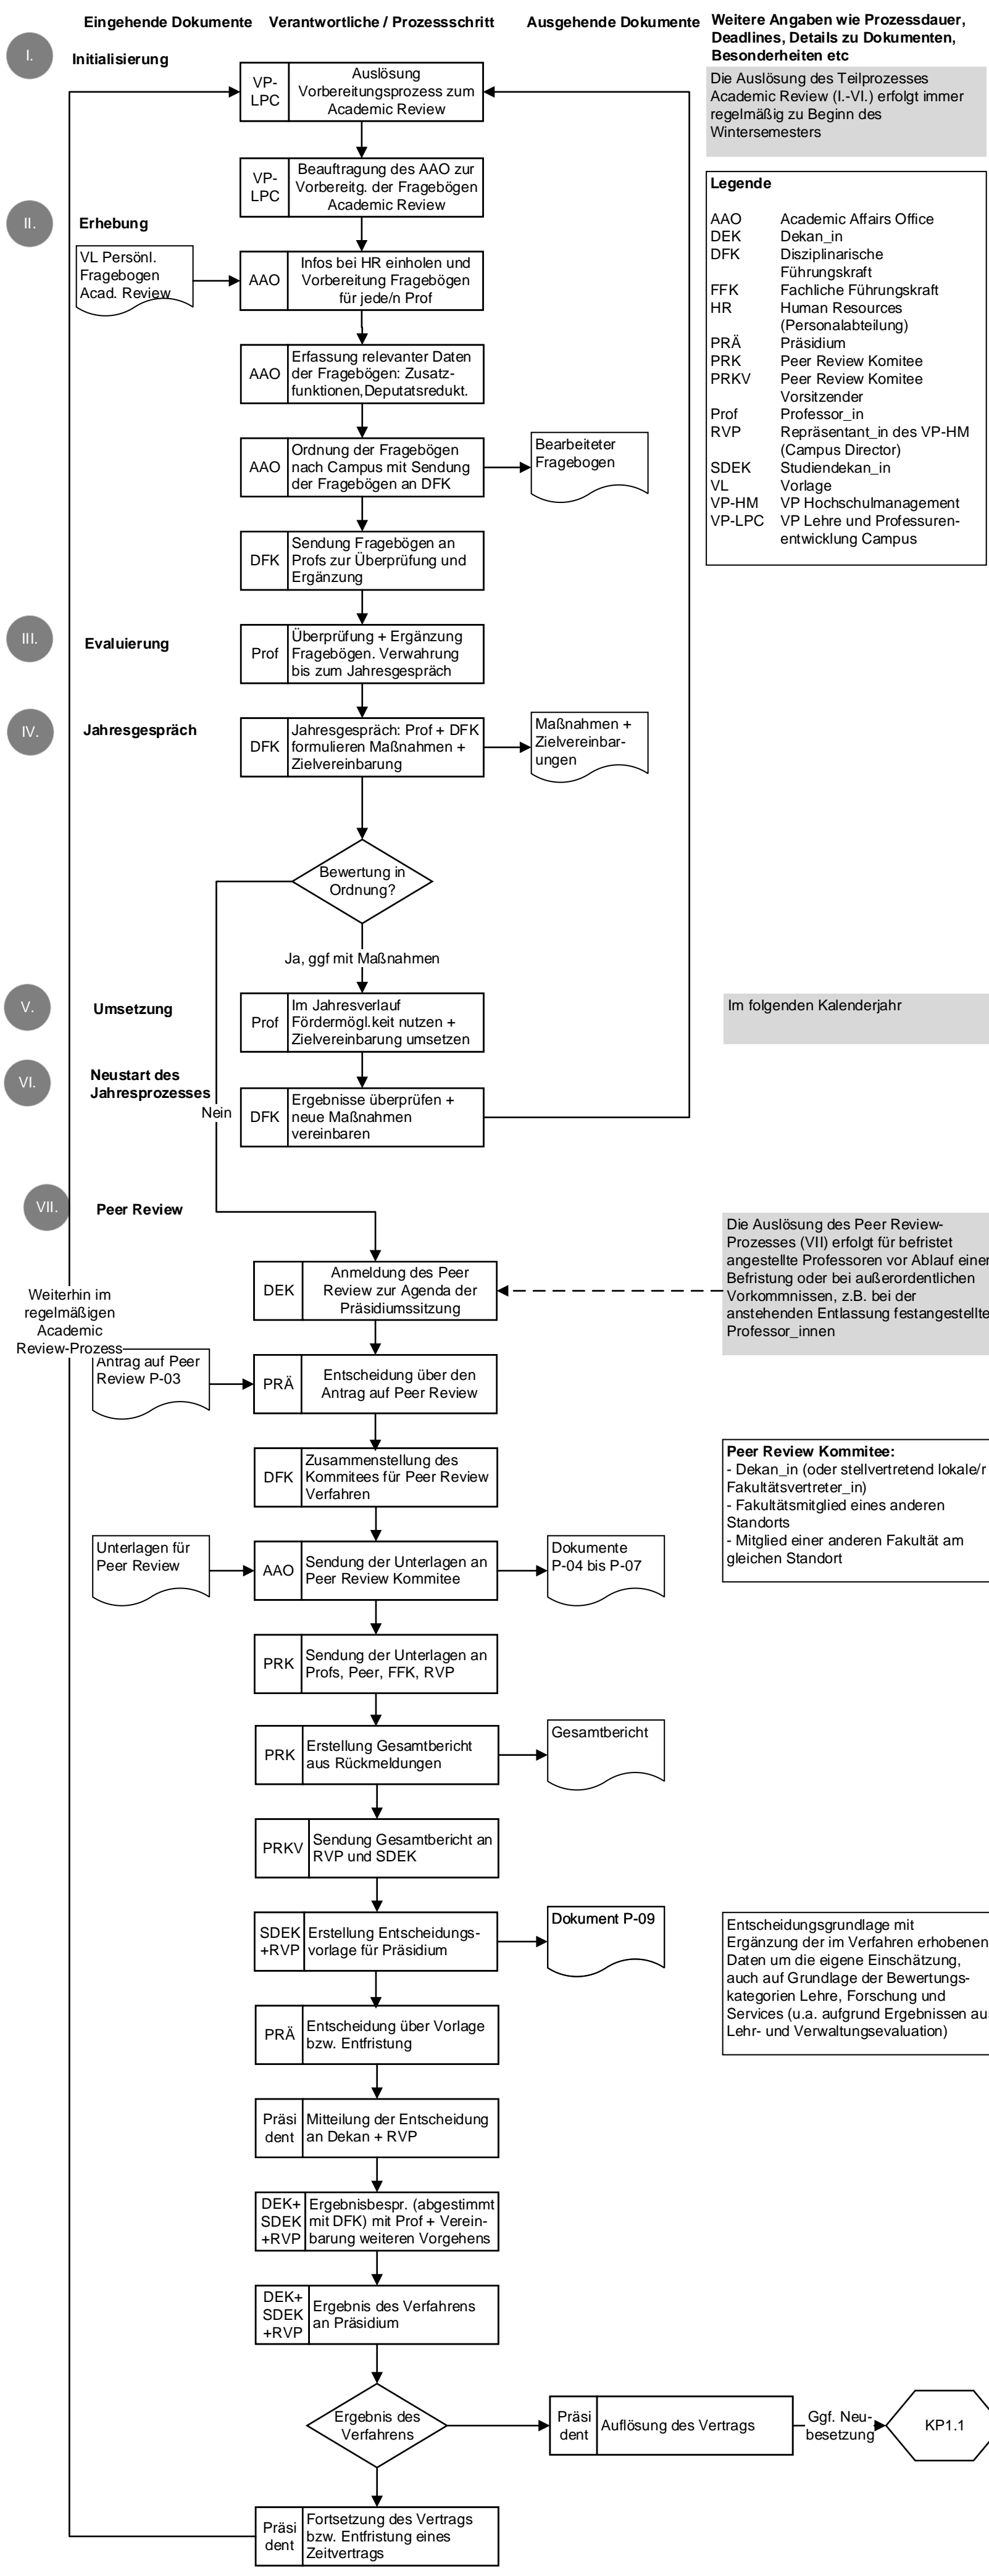 Eingehende Dokumente
Verantwortliche / Prozessschritt
Ausgehende Dokumente
Weitere Angaben wie Prozessdauer,
Deadlines, Details zu Dokumenten,
Besonderheiten etc
I.
Initialisierung
VP-
LPC
Auslösung
Vorbereitungsprozess zum
Academic Review
Die Auslösung des Teilprozesses
Academic Review (I.-VI.) erfolgt immer
regelmäßig zu Beginn des
Wintersemesters
VP-
LPC
Beauftragung des AAO zur
Vorbereitg. der Fragebögen
Academic Review
Legende
AAO Academic Affairs Office
DEK Dekan_in
DFK Disziplinarische
Führungskraft
FFK Fachliche Führungskraft
HR Human Resources
(Personalabteilung)
PRÄ Präsidium
PRK Peer Review Komitee
PRKV Peer Review Komitee
Vorsitzender
Prof Professor_in
RVP Repräsentant_in des VP-HM
(Campus Director)
SDEK Studiendekan_in
VL Vorlage
VP-HM VP Hochschulmanagement
VP-LPC VP Lehre und Professuren-
entwicklung Campus
II.
Erhebung
VL Persönl.
Fragebogen
Acad. Review
AAO
Infos bei HR einholen und
Vorbereitung Fragebögen
für jede/n Prof
AAO
Erfassung relevanter Daten
der Fragebögen: Zusatz-
funktionen,Deputatsredukt.
AAO
Ordnung der Fragebögen
nach Campus mit Sendung
der Fragebögen an DFK
Bearbeiteter
Fragebogen
DFK
Sendung Fragebögen an
Profs zur Überprüfung und
Ergänzung
III.
Evaluierung
Prof
Überprüfung + Ergänzung
Fragebögen. Verwahrung
bis zum Jahresgespräch
IV.
Jahresgespräch
DFK
Jahresgespräch: Prof + DFK
formulieren Maßnahmen +
Zielvereinbarung
Maßnahmen +
Zielvereinbar-
ungen
Bewertung in
Ordnung?
Ja, ggf mit Maßnahmen
V.
Umsetzung
Prof
Im Jahresverlauf
Fördermögl.keit nutzen +
Zielvereinbarung umsetzen
Im folgenden Kalenderjahr
VI.
Neustart des
Jahresprozesses
Nein
DFK
Ergebnisse überprüfen +
neue Maßnahmen
vereinbaren
VII.
Peer Review
DEK
Anmeldung des Peer
Review zur Agenda der
Präsidiumssitzung
Die Auslösung des Peer Review-
Prozesses (VII) erfolgt für befristet
angestellte Professoren vor Ablauf einer
Befristung oder bei außerordentlichen
Vorkommnissen, z.B. bei der
anstehenden Entlassung festangestellte
Professor_innen
Weiterhin im
regelmäßigen
Academic
Review-Prozess
Antrag auf Peer
Review P-03
PRÄ
Entscheidung über den
Antrag auf Peer Review
DFK
Zusammenstellung des
Kommitees für Peer Review
Verfahren
Peer Review Kommitee:
- Dekan_in (oder stellvertretend lokale/r
Fakultätsvertreter_in)
- Fakultätsmitglied eines anderen
Standorts
- Mitglied einer anderen Fakultät am
gleichen Standort
Unterlagen für
Peer Review
AAO
Sendung der Unterlagen an
Peer Review Kommitee
Dokumente
P-04 bis P-07
PRK
Sendung der Unterlagen an
Profs, Peer, FFK, RVP
PRK
Erstellung Gesamtbericht
aus Rückmeldungen
Gesamtbericht
PRKV
Sendung Gesamtbericht an
RVP und SDEK
SDEK
+RVP
Erstellung Entscheidungs-
vorlage für Präsidium
Dokument P-09
Entscheidungsgrundlage mit
Ergänzung der im Verfahren erhobenen
Daten um die eigene Einschätzung,
auch auf Grundlage der Bewertungs-
kategorien Lehre, Forschung und
Services (u.a. aufgrund Ergebnissen aus
Lehr- und Verwaltungsevaluation)
PRÄ
Entscheidung über Vorlage
bzw. Entfristung
Präsi
dent
Mitteilung der Entscheidung
an Dekan + RVP
DEK+
SDEK
+RVP
Ergebnisbespr. (abgestimmt
mit DFK) mit Prof + Verein-
barung weiteren Vorgehens
DEK+
SDEK
+RVP
Ergebnis des Verfahrens
an Präsidium
Ergebnis des
Verfahrens
Präsi
dent
Auflösung des Vertrags
Ggf. Neu-
besetzung
KP1.1
Präsi
dent
Fortsetzung des Vertrags
bzw. Entfristung eines
Zeitvertrags